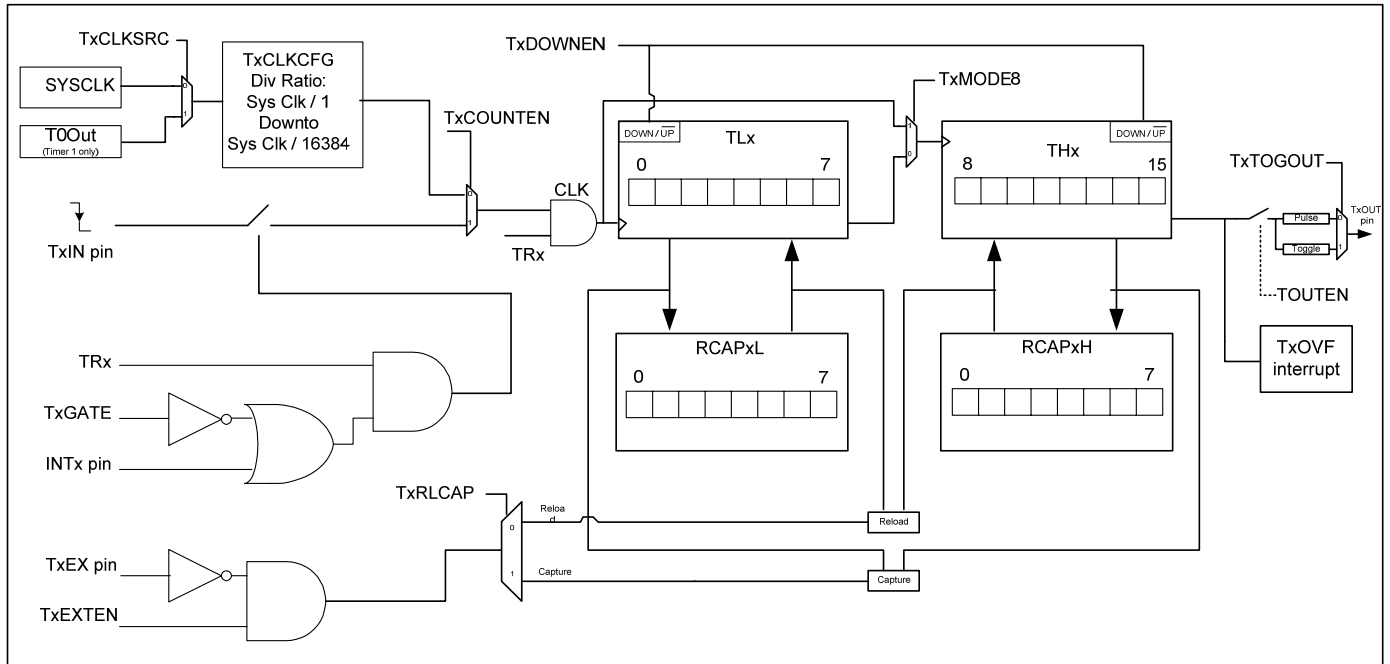 TxCLKSRC
SYSCLK
0
1
T0Out
(Timer 1 only)
TxCLKCFG
Div Ratio:
Sys Clk / 1
Downto
Sys Clk / 16384
TxCOUNTEN
0
1
TxIN pin
CLK
TRx
TxDOWNEN
DOWN / UP
TLx
0 7
TxMODE8
1
0
DOWN / UP
THx
8 15
TxTOGOUT
Pulse
Toggle
0
1
TxOUT
pin
TOUTEN
TxOVF
interrupt
RCAPxL
0 7
RCAPxH
0 7
TRx
TxGATE
INTx pin
TxRLCAP
0
1
Reloa
d
Reload
Capture
Capture
TxEX pin
TxEXTEN